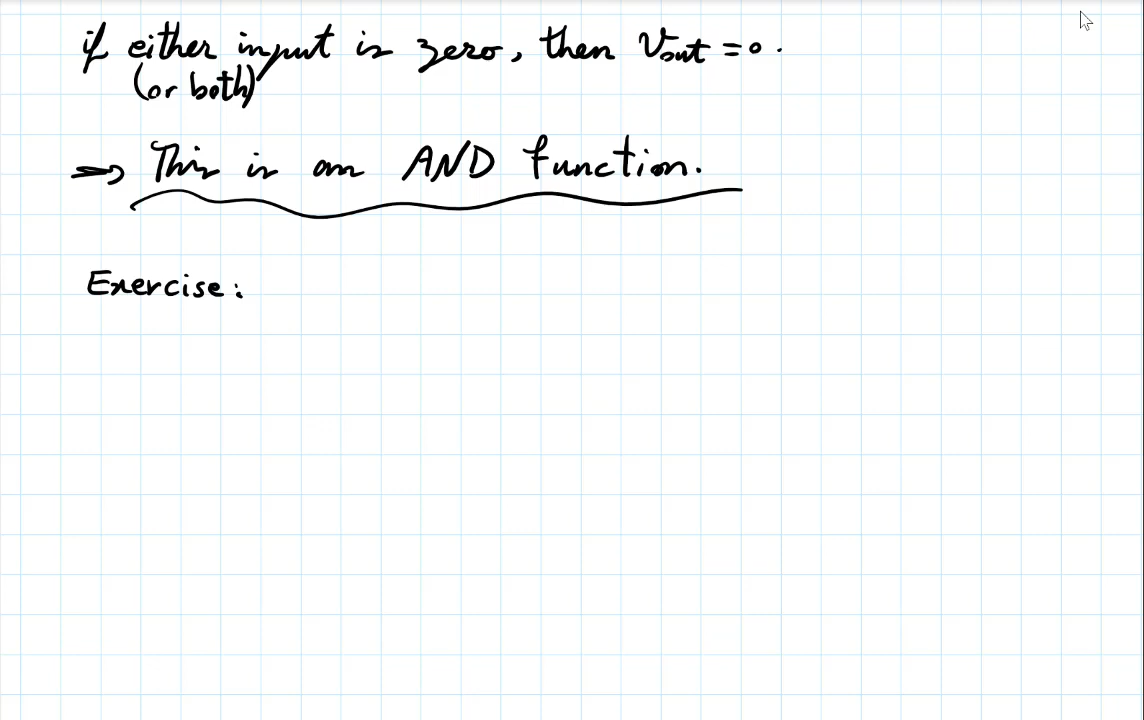 if either input is zero, then Vout = 0.
(or both)
⇒ This is an AND function.
Exercise: